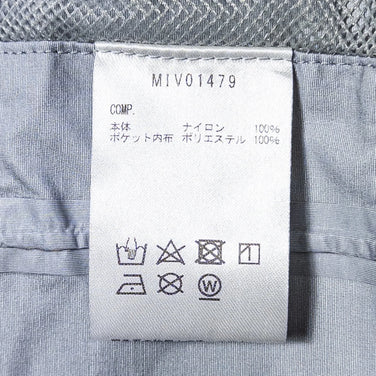 MIV01479
COMP.
本体 ナイロン 100%
ポケット内布 ポリエステル 100%
W